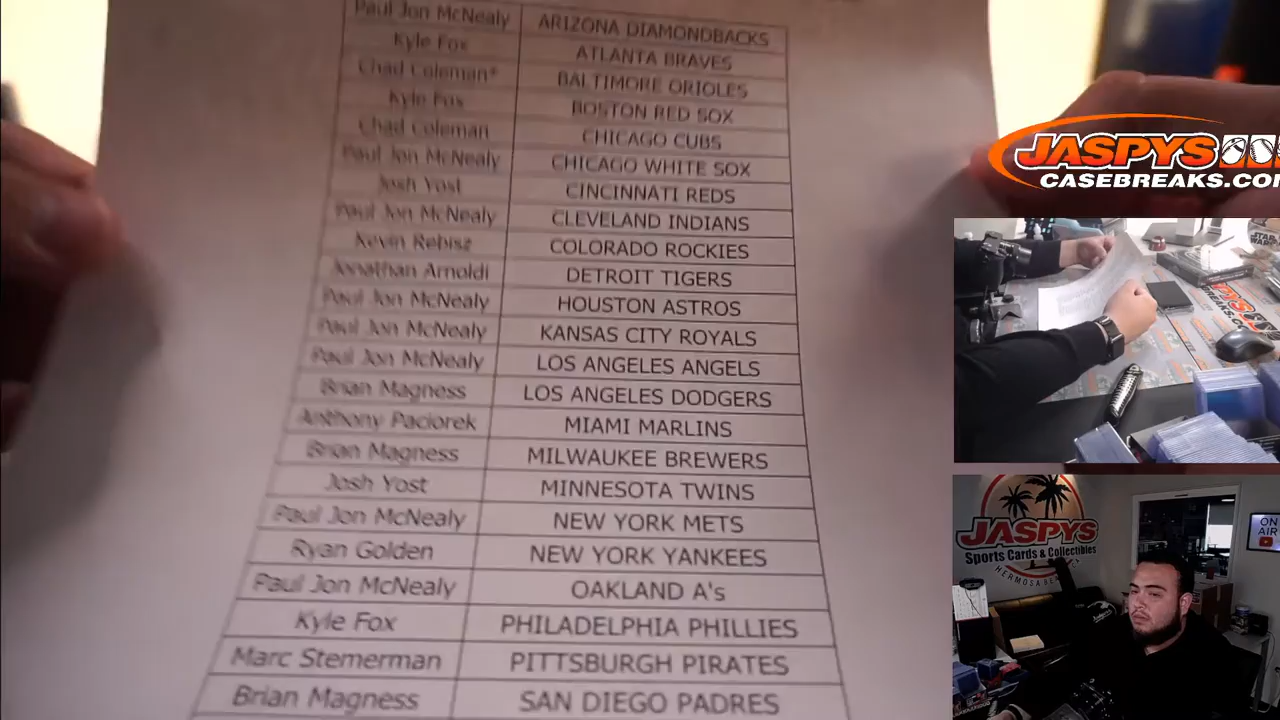 Paul Jon McNealy ARIZONA DIAMONDBACKS
Kyle Fox ATLANTA BRAVES
Chad Coleman* BALTIMORE ORIOLES
Kyle Fox BOSTON RED SOX
Chad Coleman CHICAGO CUBS
Paul Jon McNealy CHICAGO WHITE SOX
Josh Yost CINCINNATI REDS
Paul Jon McNealy CLEVELAND INDIANS
Kevin Rebisz COLORADO ROCKIES
Jonathan Arnoldi DETROIT TIGERS
Paul Jon McNealy HOUSTON ASTROS
Paul Jon McNealy KANSAS CITY ROYALS
Paul Jon McNealy LOS ANGELES ANGELS
Brian Magness LOS ANGELES DODGERS
Anthony Paciorek MIAMI MARLINS
Brian Magness MILWAUKEE BREWERS
Josh Yost MINNESOTA TWINS
Paul Jon McNealy NEW YORK METS
Ryan Golden NEW YORK YANKEES
Paul Jon McNealy OAKLAND A's
Kyle Fox PHILADELPHIA PHILLIES
Marc Stemerman PITTSBURGH PIRATES
Brian Magness SAN DIEGO PADRES
JASPYS
CASEBREAKS.COM
STAR WARS
JASPYS
Sports Cards & Collectibles
HERMOSA BEACH
ON AIR